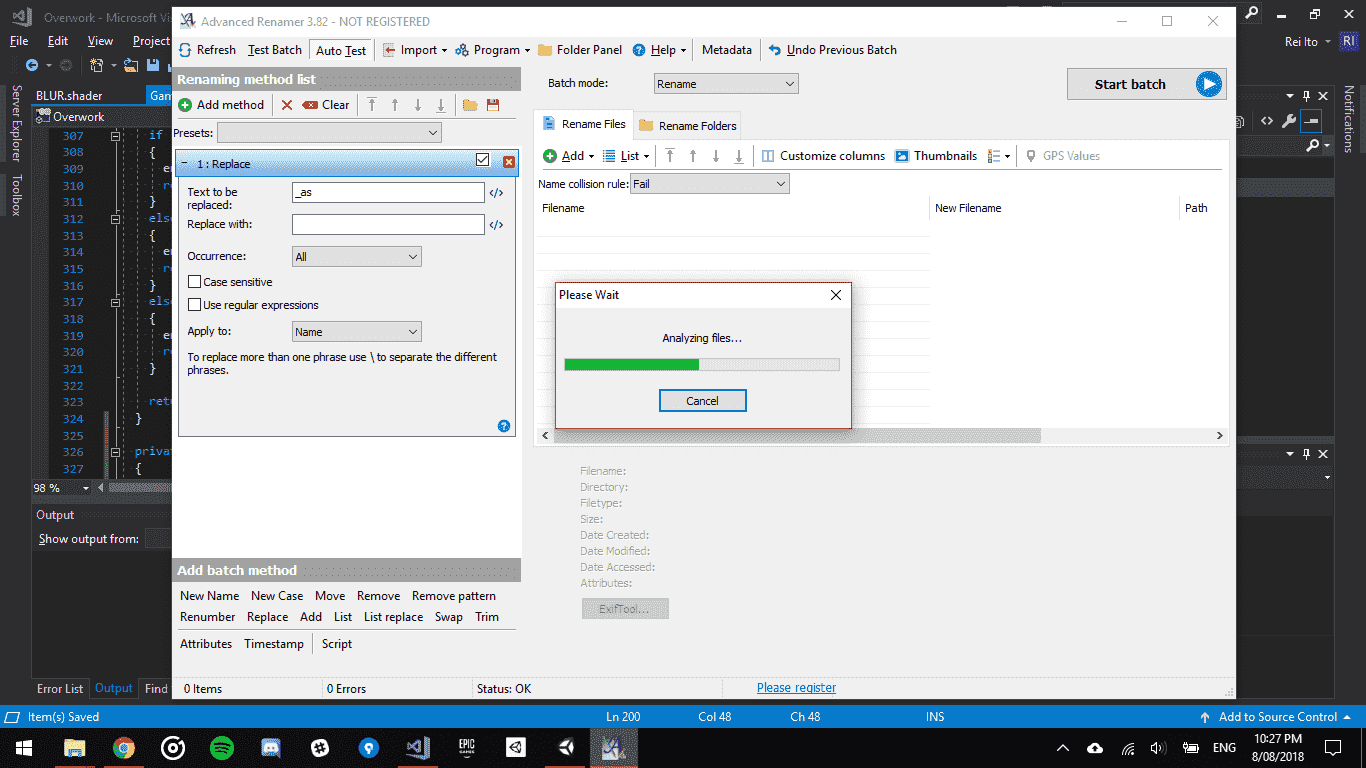 Overwork - Microsoft Vis
File Edit View Project
Rei Ito RI
BLUR.shader Gam
Overwork
Server Explorer
Toolbox
Notifications
307 if
308 {
309
310
311 }
312 else
313 {
314
315
316 }
317 else
318 {
319
320
321 }
322
323
324 }
325
326
327 {
98 %
Output
Show output from:
Error List Output Find
Advanced Renamer 3.82 - NOT REGISTERED
Refresh Test Batch Auto Test Import Program Folder Panel Help Metadata Undo Previous Batch
Renaming method list
Add method Clear
Presets:
1 : Replace
Text to be replaced: _as </>
Replace with: </>
Occurrence: All
Case sensitive
Use regular expressions
Apply to: Name
To replace more than one phrase use \ to separate the different
phrases.
Add batch method
New Name New Case Move Remove Remove pattern
Renumber Replace Add List List replace Swap Trim
Attributes Timestamp Script
Batch mode: Rename Start batch
Rename Files Rename Folders
Add List Customize columns Thumbnails GPS Values
Name collision rule: Fail
Filename New Filename Path
Please Wait
Analyzing files...
Cancel
Filename:
Directory:
Filetype:
Size:
Date Created:
Date Modified:
Date Accessed:
Attributes:
ExifTool...
0 Items 0 Errors Status: OK Please register
Item(s) Saved Ln 200 Col 48 Ch 48 INS Add to Source Control
EPIC GAMES
ENG 10:27 PM
8/08/2018